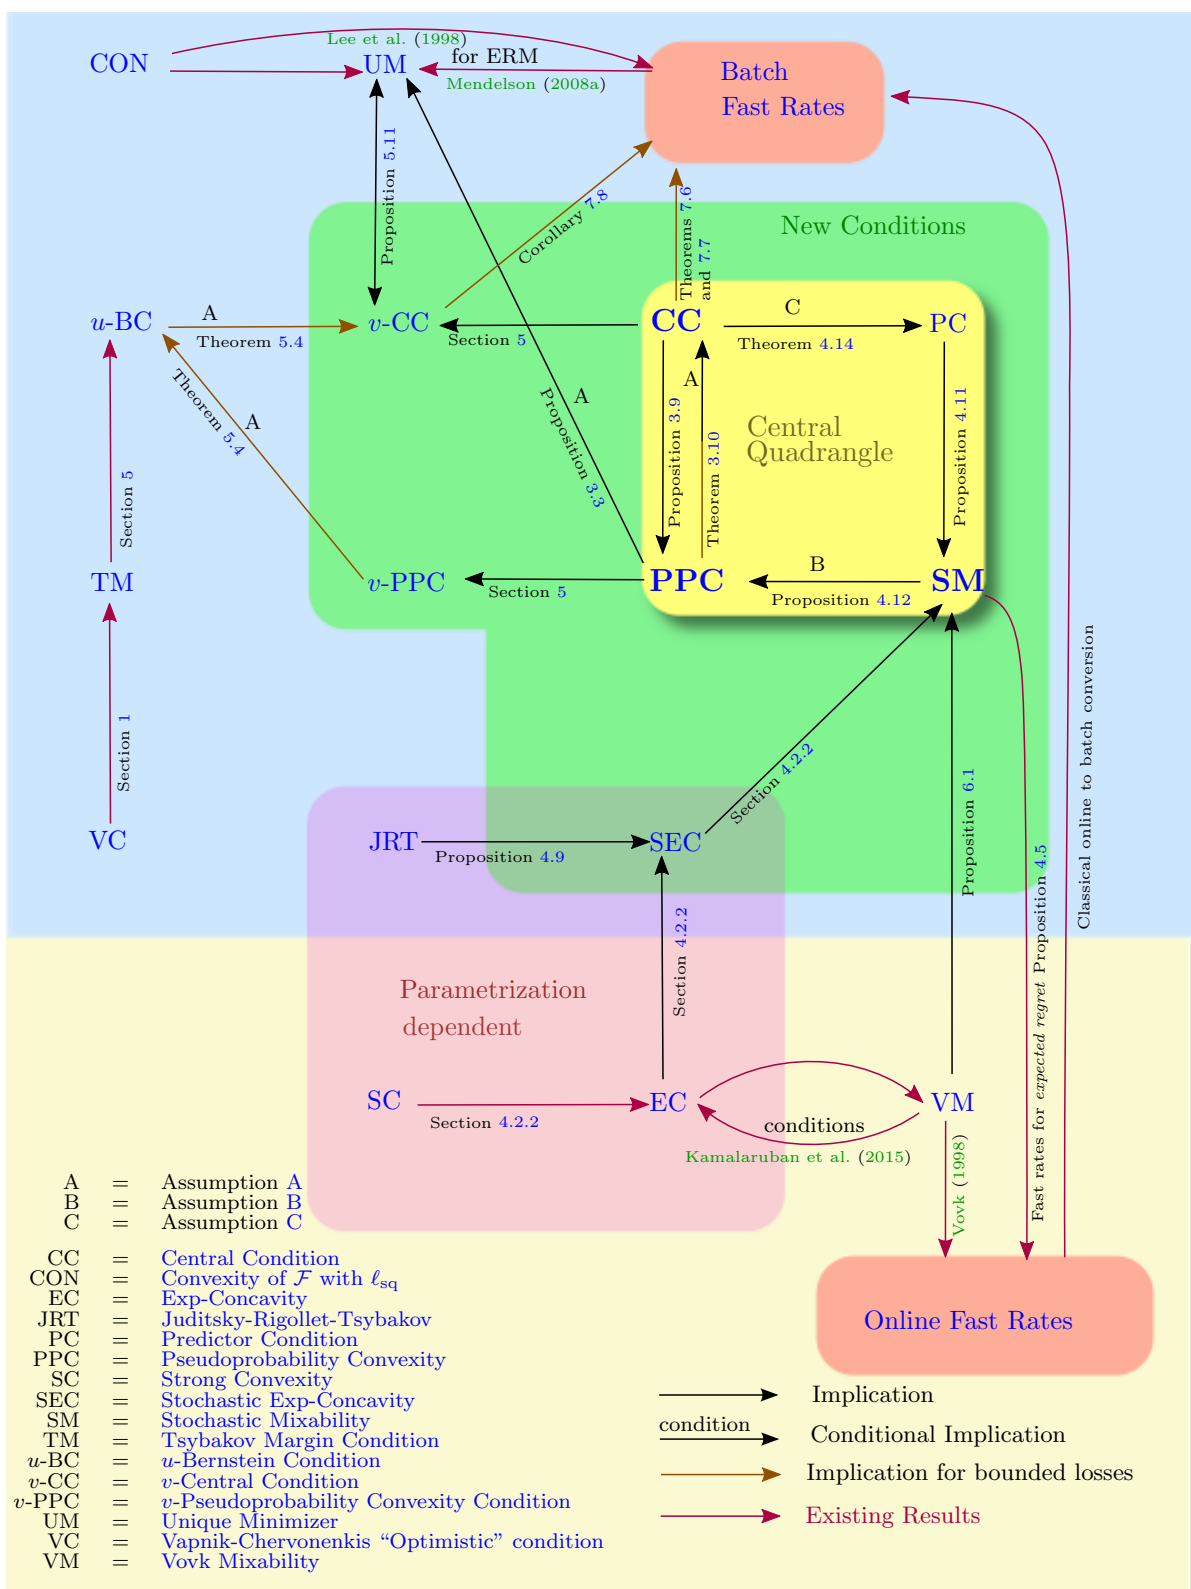 Lee et al. (1998)
CON
UM
for ERM
Mendelson (2008a)
Batch
Fast Rates
Proposition 5.11
Corollary 7.8
Theorems 7.6
and 7.7
New Conditions
u-BC
A
Theorem 5.4
v-CC
Section 5
CC
C
Theorem 4.14
PC
Theorem 5.4
A
A
Proposition 3.3
Proposition 3.9
A
Theorem 3.10
Central
Quadrangle
Proposition 4.11
Section 5
TM
v-PPC
Section 5
PPC
B
Proposition 4.12
SM
Section 1
Section 4.2.2
Proposition 6.1
Classical online to batch conversion
VC
JRT
Proposition 4.9
SEC
Section 4.2.2
Fast rates for expected regret Proposition 4.5
Parametrization
dependent
SC
Section 4.2.2
EC
conditions
Kamalaruban et al. (2015)
VM
Vovk (1998)
Online Fast Rates
A = Assumption A
B = Assumption B
C = Assumption C
CC = Central Condition
CON = Convexity of ℱ with ℓsq
EC = Exp-Concavity
JRT = Juditsky-Rigollet-Tsybakov
PC = Predictor Condition
PPC = Pseudoprobability Convexity
SC = Strong Convexity
SEC = Stochastic Exp-Concavity
SM = Stochastic Mixability
TM = Tsybakov Margin Condition
u-BC = u-Bernstein Condition
v-CC = v-Central Condition
v-PPC = v-Pseudoprobability Convexity Condition
UM = Unique Minimizer
VC = Vapnik-Chervonenkis “Optimistic” condition
VM = Vovk Mixability
Implication
condition
Conditional Implication
Implication for bounded losses
Existing Results